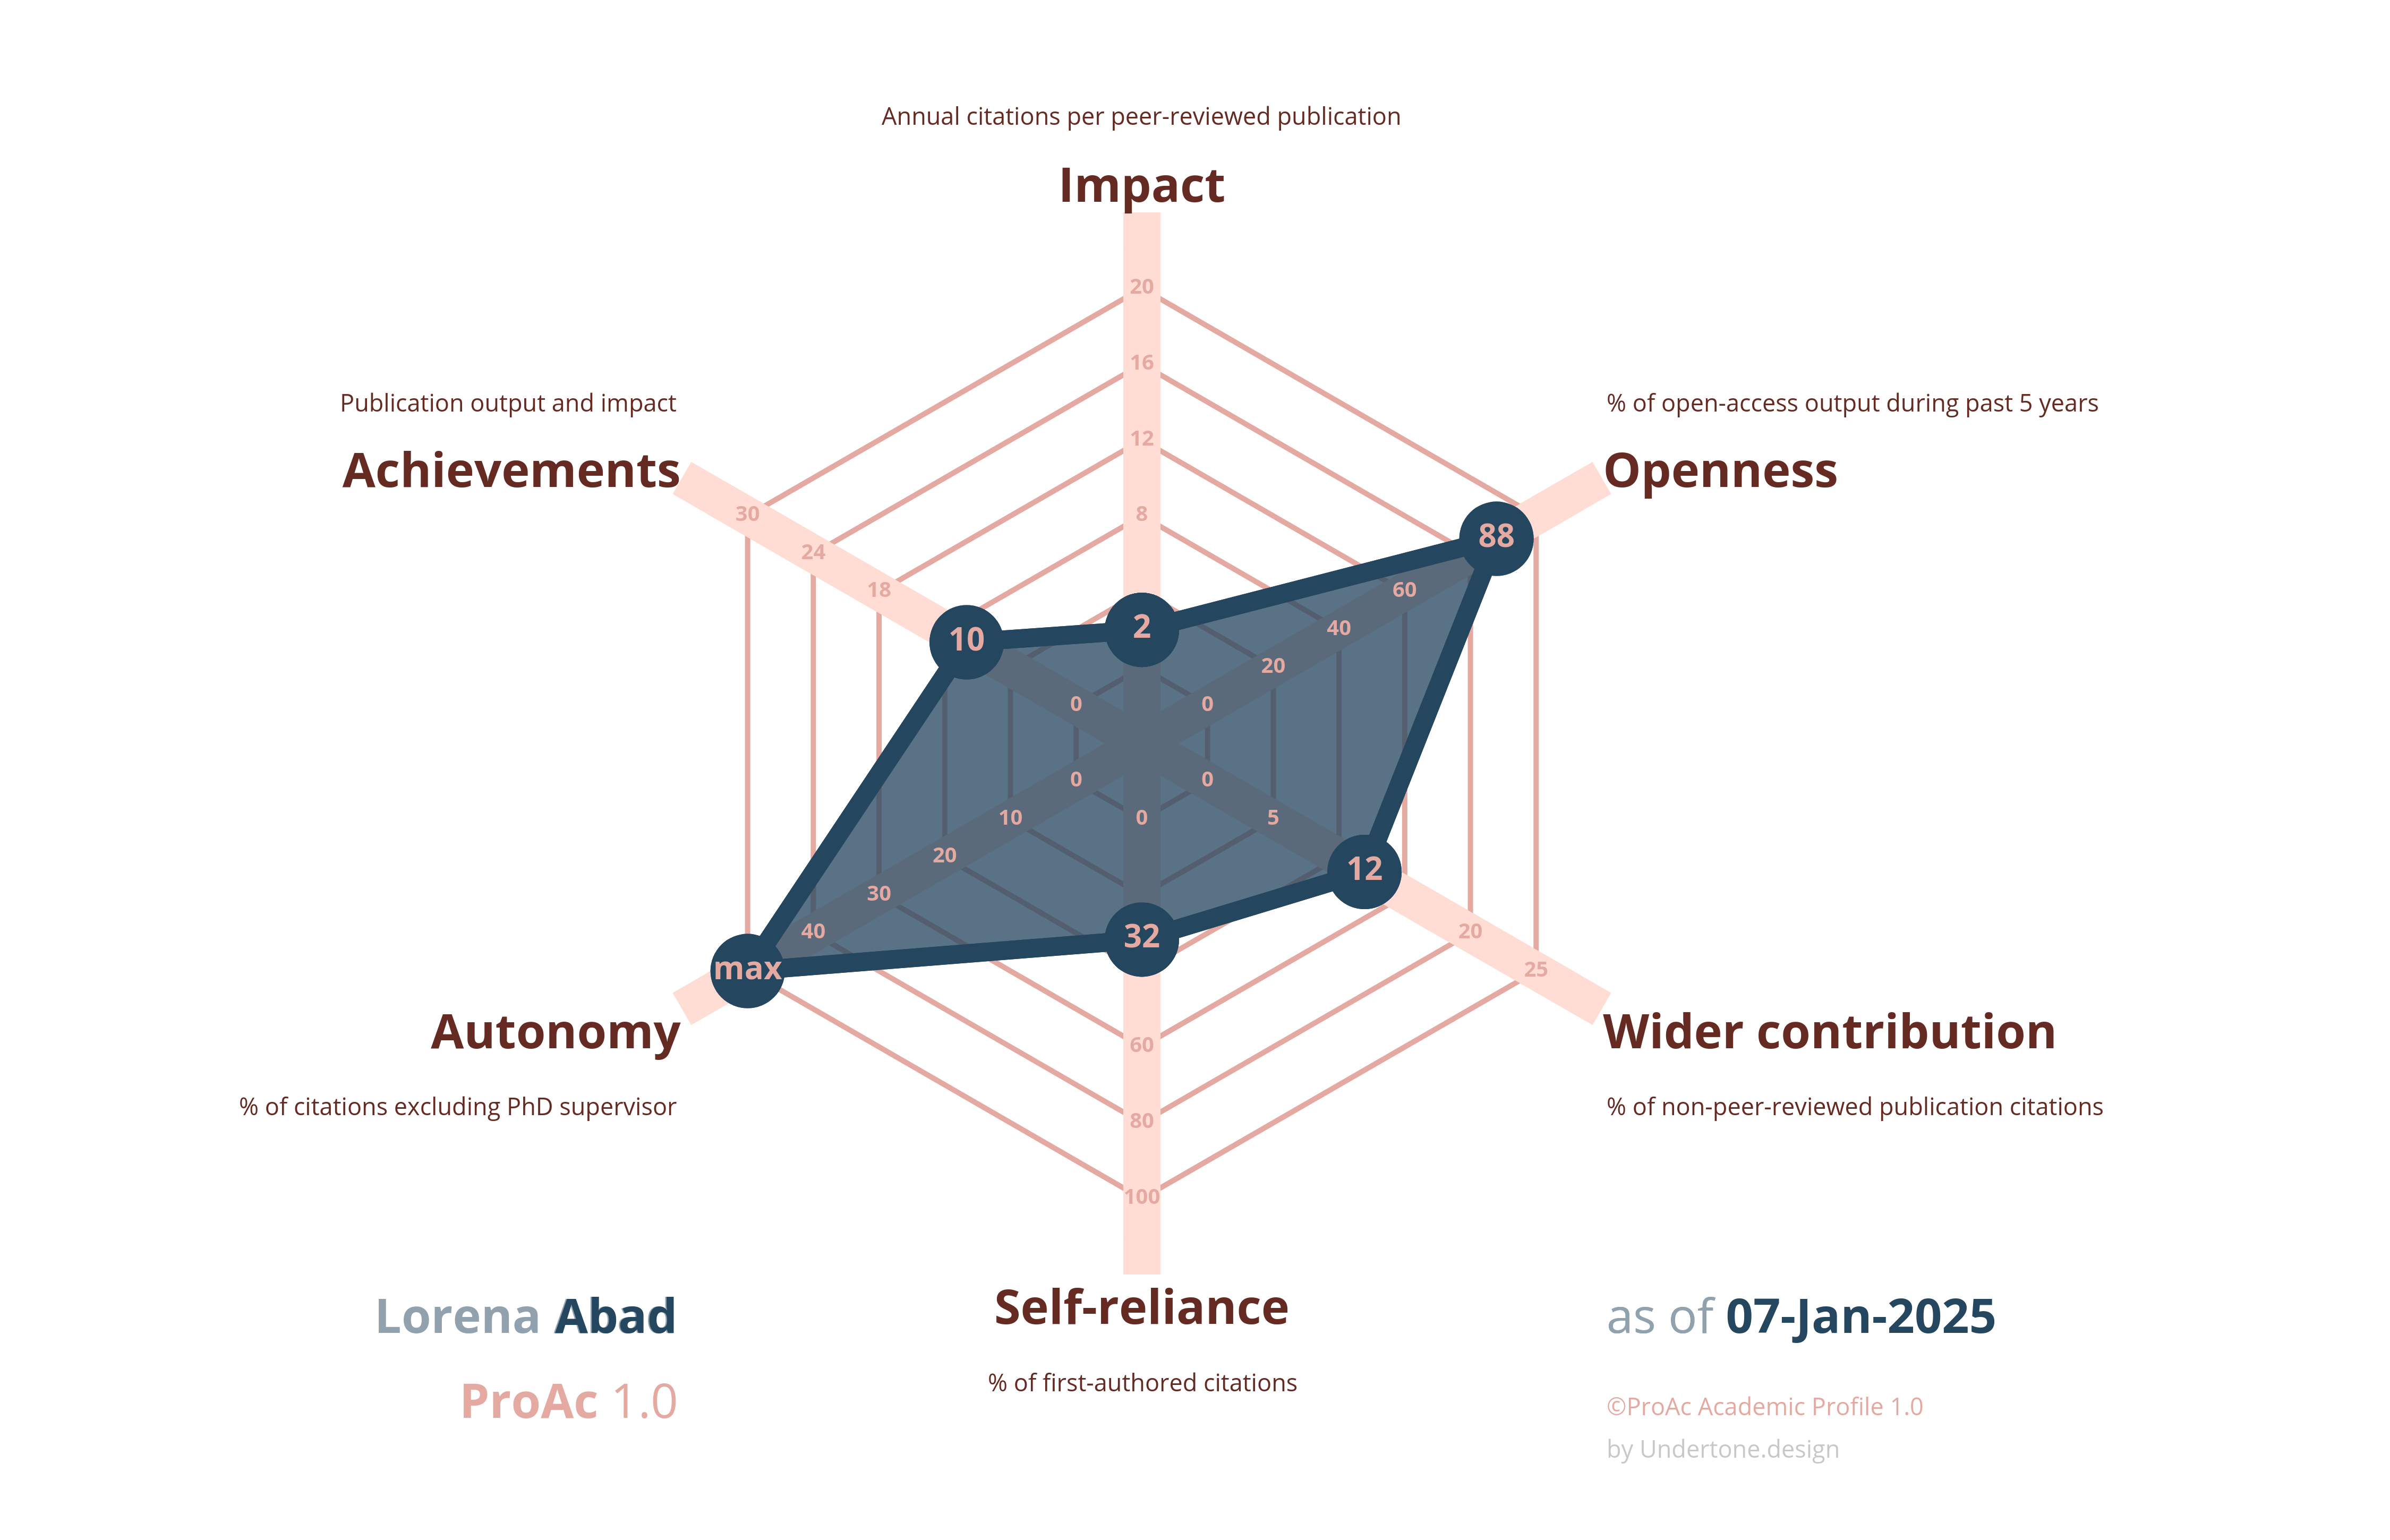 Annual citations per peer-reviewed publication
Impact
20
16
12
8
2
Publication output and impact
Achievements
30
24
18
10
0
% of open-access output during past 5 years
Openness
88
60
40
20
0
0
10
20
30
40
max
Autonomy
% of citations excluding PhD supervisor
0
32
60
80
100
Self-reliance
% of first-authored citations
0
5
12
20
25
Wider contribution
% of non-peer-reviewed publication citations
Lorena Abad
ProAc 1.0
as of 07-Jan-2025
©ProAc Academic Profile 1.0
by Undertone.design